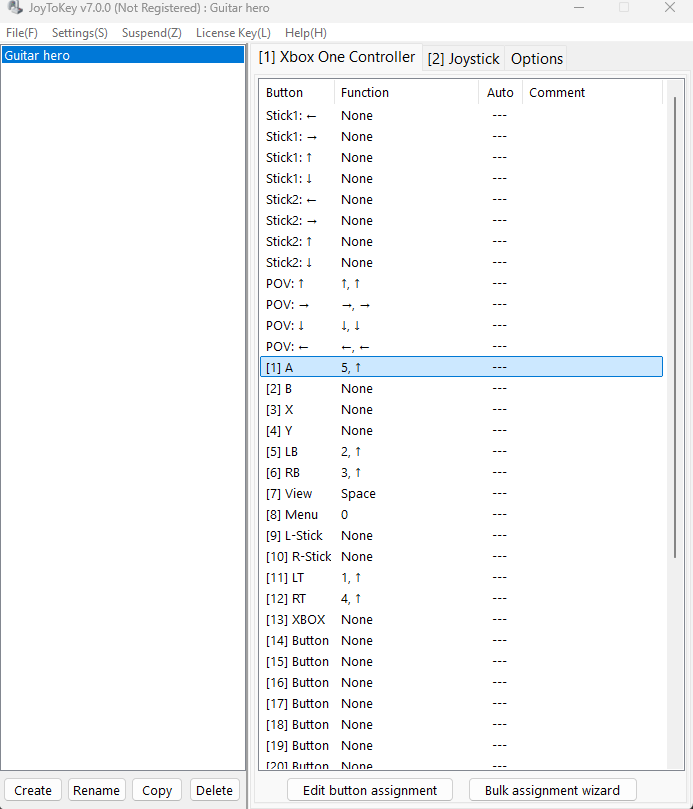 JoyToKey v7.0.0 (Not Registered) : Guitar hero
File(F) Settings(S) Suspend(Z) License Key(L) Help(H)
Guitar hero
[1] Xbox One Controller [2] Joystick Options
Button Function Auto Comment
Stick1: ← None ---
Stick1: → None ---
Stick1: ↑ None ---
Stick1: ↓ None ---
Stick2: ← None ---
Stick2: → None ---
Stick2: ↑ None ---
Stick2: ↓ None ---
POV: ↑ ↑, ↑ ---
POV: → →, → ---
POV: ↓ ↓, ↓ ---
POV: ← ←, ← ---
[1] A 5, ↑ ---
[2] B None ---
[3] X None ---
[4] Y None ---
[5] LB 2, ↑ ---
[6] RB 3, ↑ ---
[7] View Space ---
[8] Menu 0 ---
[9] L-Stick None ---
[10] R-Stick None ---
[11] LT 1, ↑ ---
[12] RT 4, ↑ ---
[13] XBOX None ---
[14] Button None ---
[15] Button None ---
[16] Button None ---
[17] Button None ---
[18] Button None ---
[19] Button None ---
[20] Button None ---
Create Rename Copy Delete Edit button assignment Bulk assignment wizard